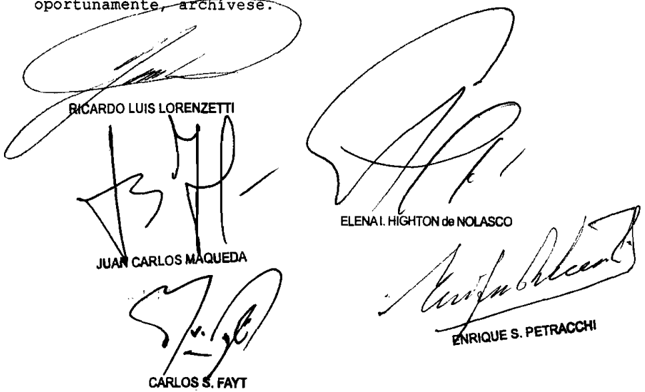 oportunamente, archívese.
RICARDO LUIS LORENZETTI
ELENA I. HIGHTON de NOLASCO
JUAN CARLOS MAQUEDA
ENRIQUE S. PETRACCHI
CARLOS S. FAYT